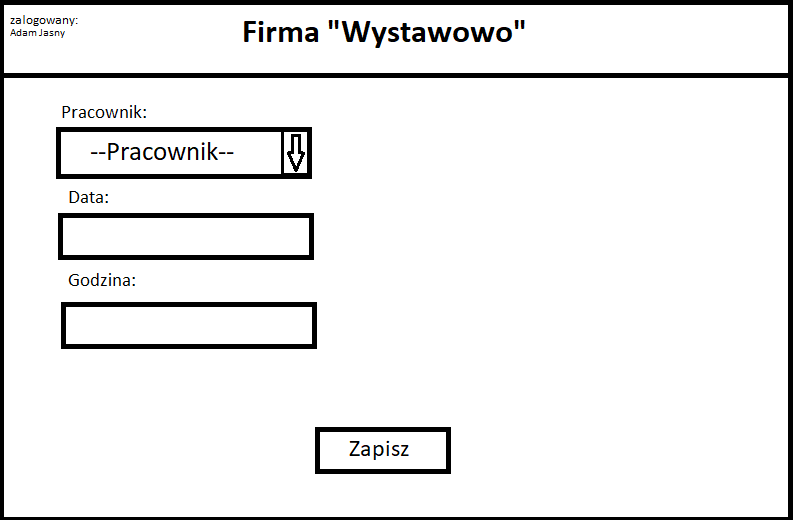 zalogowany:
Adam Jasny
Firma "Wystawowo"
Pracownik:
--Pracownik--
Data:
Godzina:
Zapisz